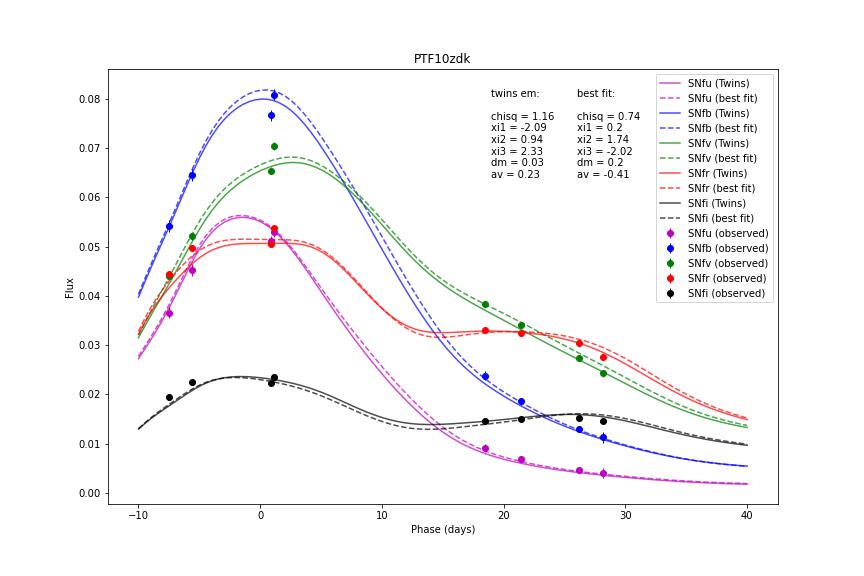 PTF10zdk
twins em:
chisq = 1.16
xi1 = -2.09
xi2 = 0.94
xi3 = 2.33
dm = 0.03
av = 0.23
best fit:
chisq = 0.74
xi1 = 0.2
xi2 = 1.74
xi3 = -2.02
dm = 0.2
av = -0.41
SNfu (Twins)
SNfu (best fit)
SNfb (Twins)
SNfb (best fit)
SNfv (Twins)
SNfv (best fit)
SNfr (Twins)
SNfr (best fit)
SNfi (Twins)
SNfi (best fit)
SNfu (observed)
SNfb (observed)
SNfv (observed)
SNfr (observed)
SNfi (observed)
Flux
0.08
0.07
0.06
0.05
0.04
0.03
0.02
0.01
0.00
−10
0
10
20
30
40
Phase (days)